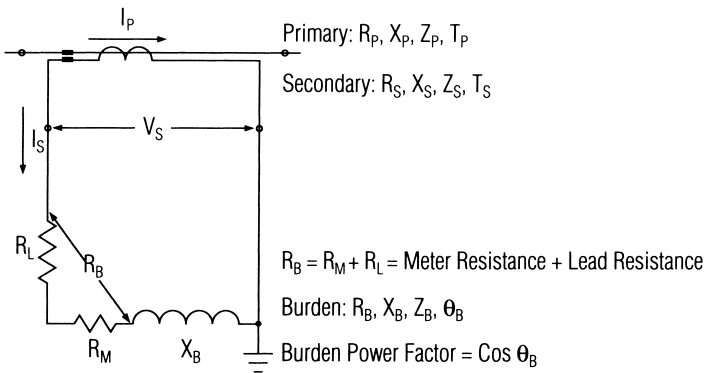 I_P
Primary: R_P, X_P, Z_P, T_P
Secondary: R_S, X_S, Z_S, T_S
V_S
I_S
R_L
R_B
R_B = R_M + R_L = Meter Resistance + Lead Resistance
Burden: R_B, X_B, Z_B, θ_B
R_M
X_B
Burden Power Factor = Cos θ_B